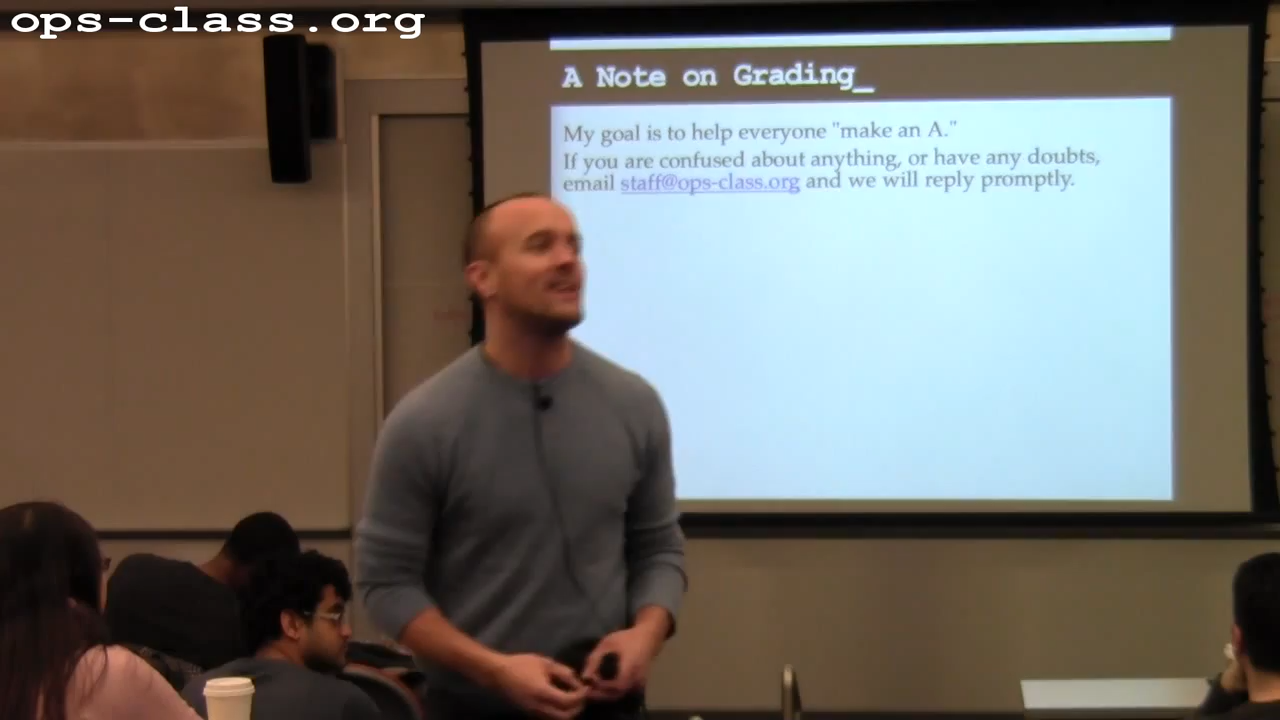 ops-class.org
A Note on Grading_
My goal is to help everyone "make an A."
If you are confused about anything, or have any doubts,
email staff@ops-class.org and we will reply promptly.